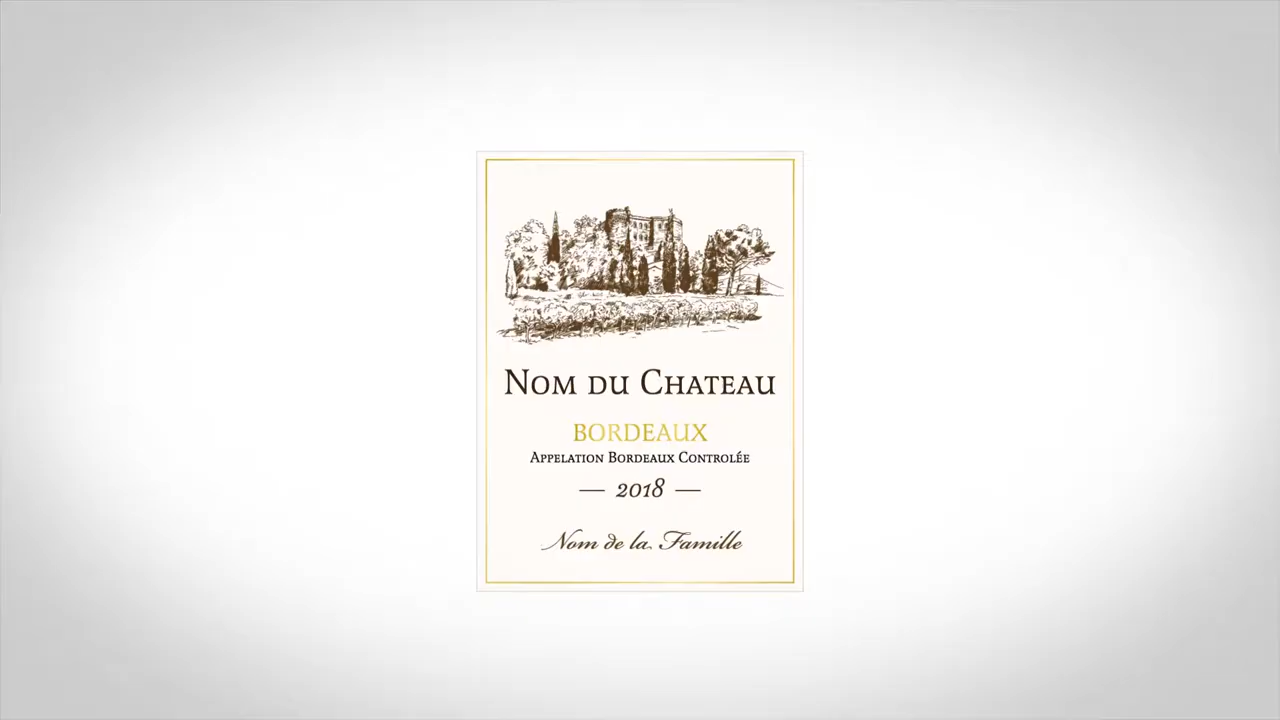 Nom du Chateau
BORDEAUX
Appelation Bordeaux Controlée
— 2018 —
Nom de la Famille